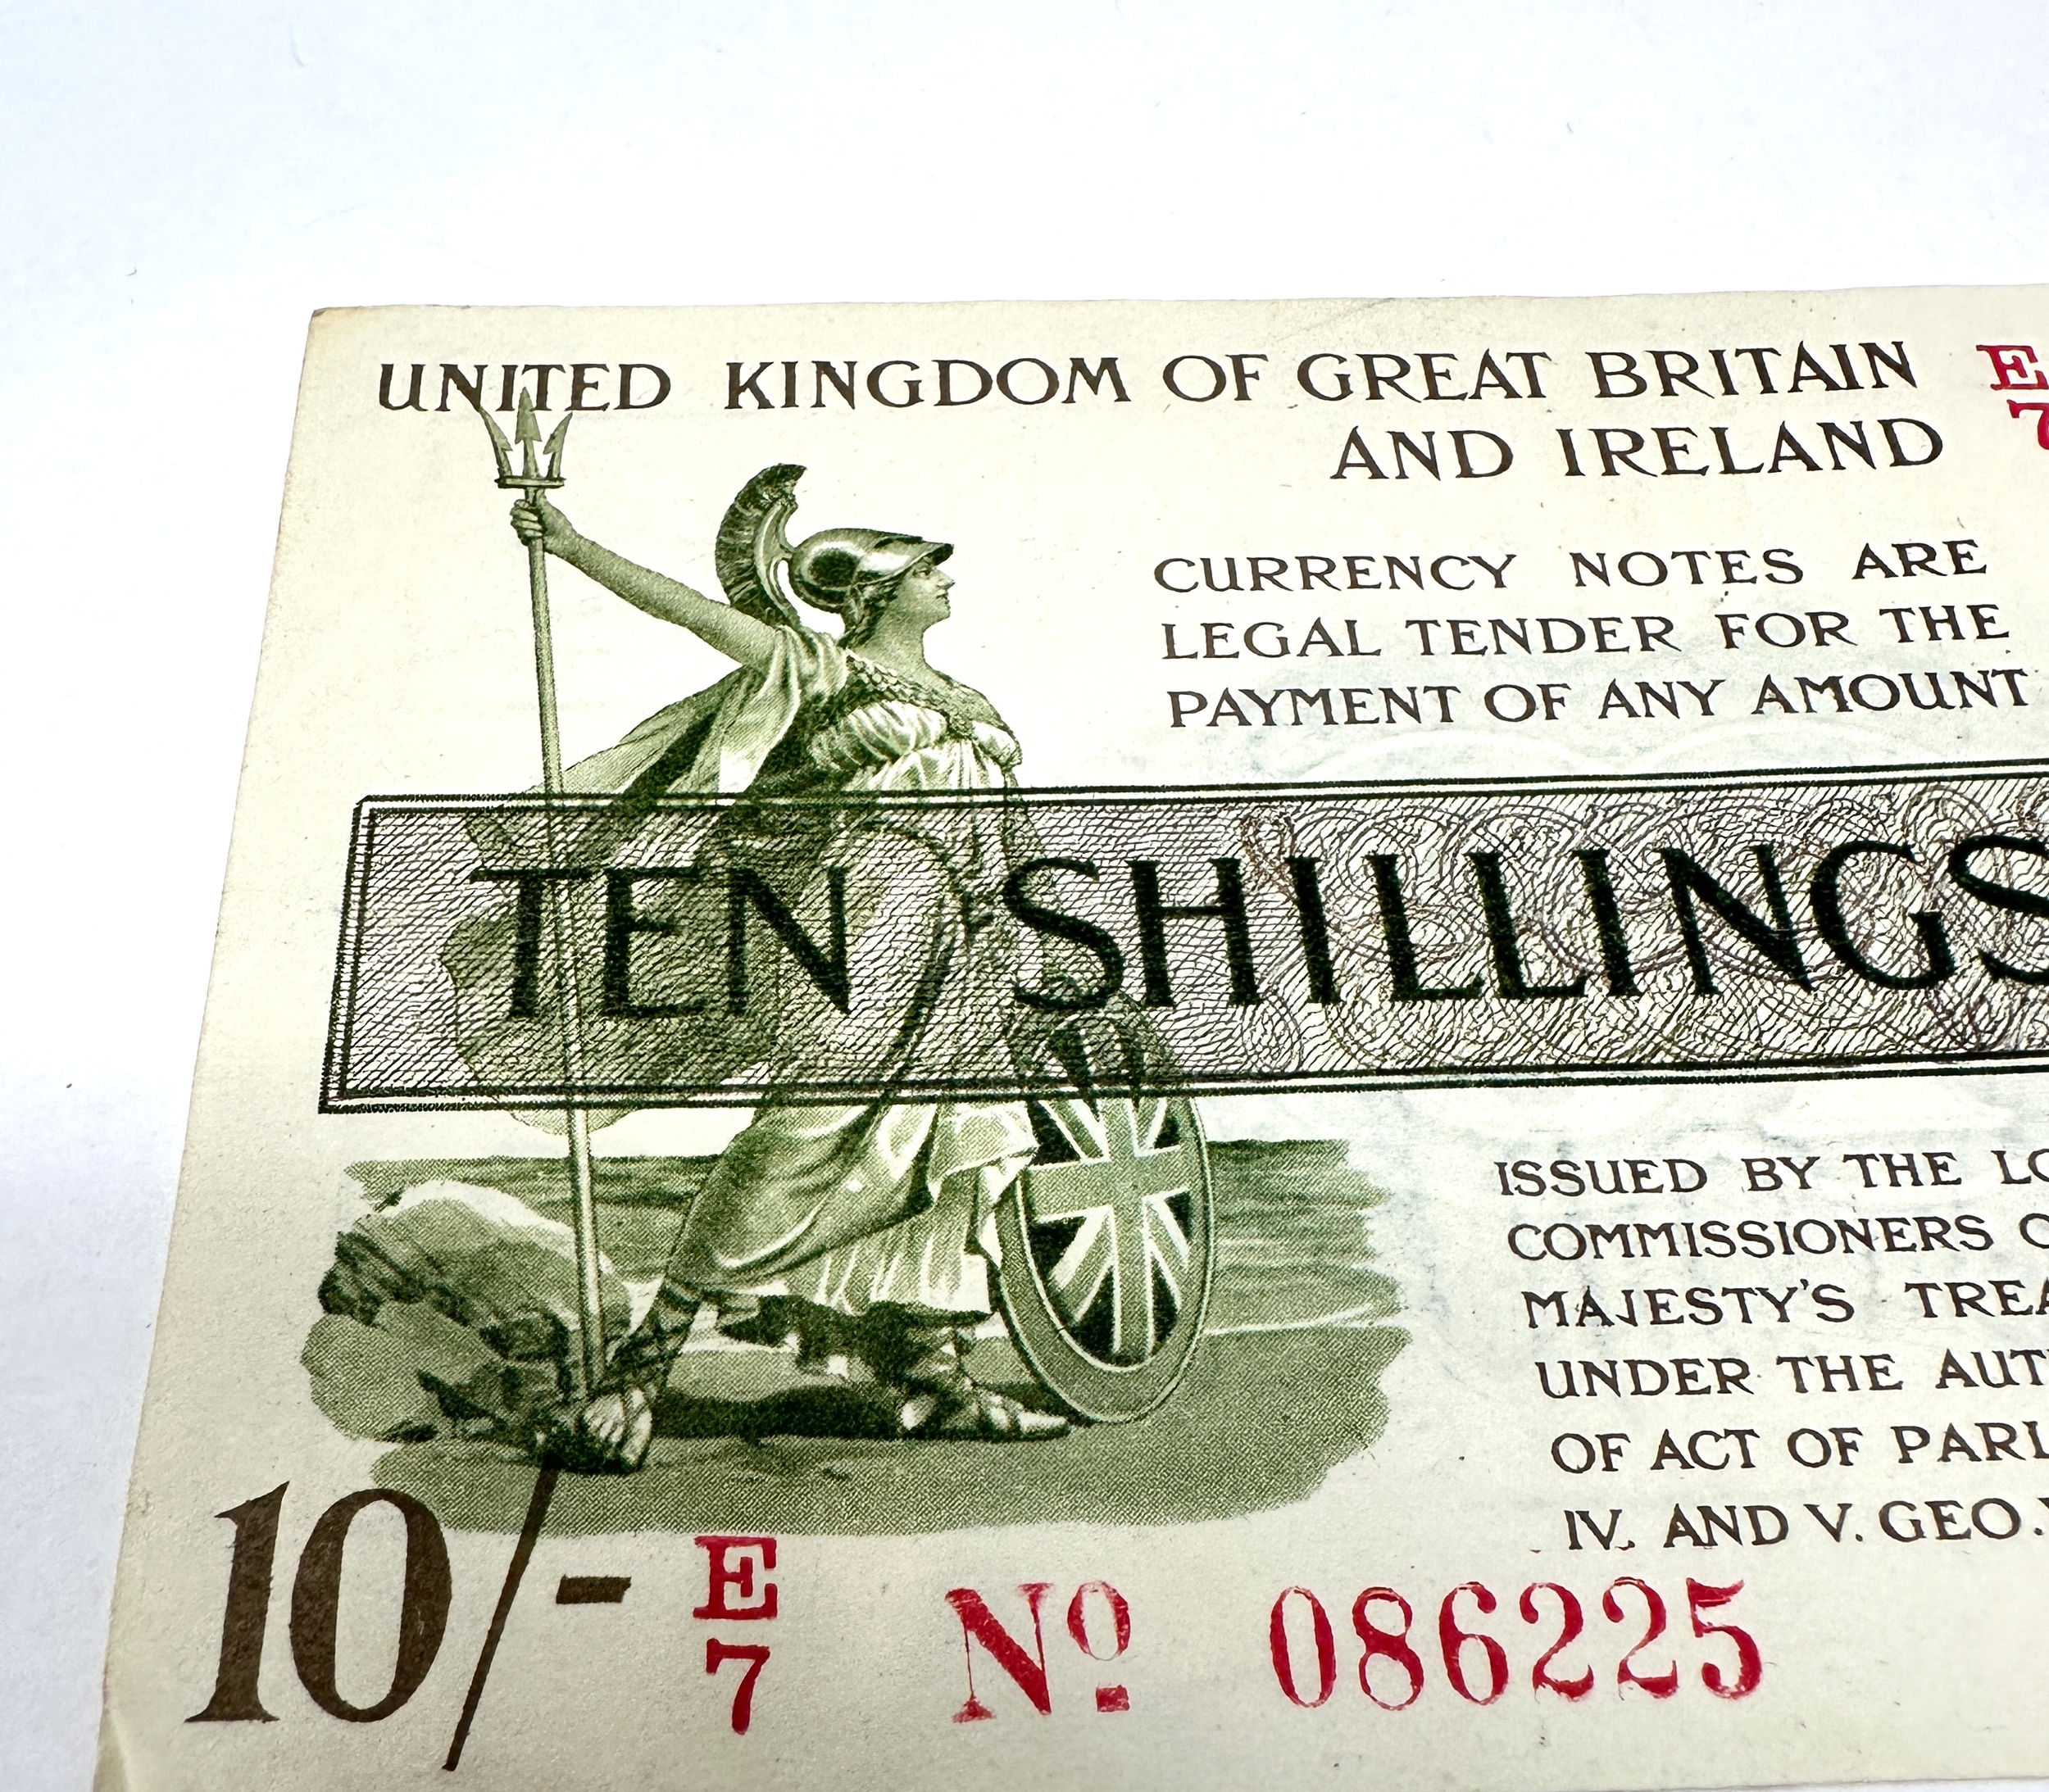 UNITED KINGDOM OF GREAT BRITAIN
AND IRELAND
E
7
CURRENCY NOTES ARE
LEGAL TENDER FOR THE
PAYMENT OF ANY AMOUNT
TEN SHILLINGS
ISSUED BY THE
COMMISSIONERS
MAJESTY'S
UNDER THE
OF ACT OF
IV. AND V. GEO.
10/-
E
7
Nº 086225